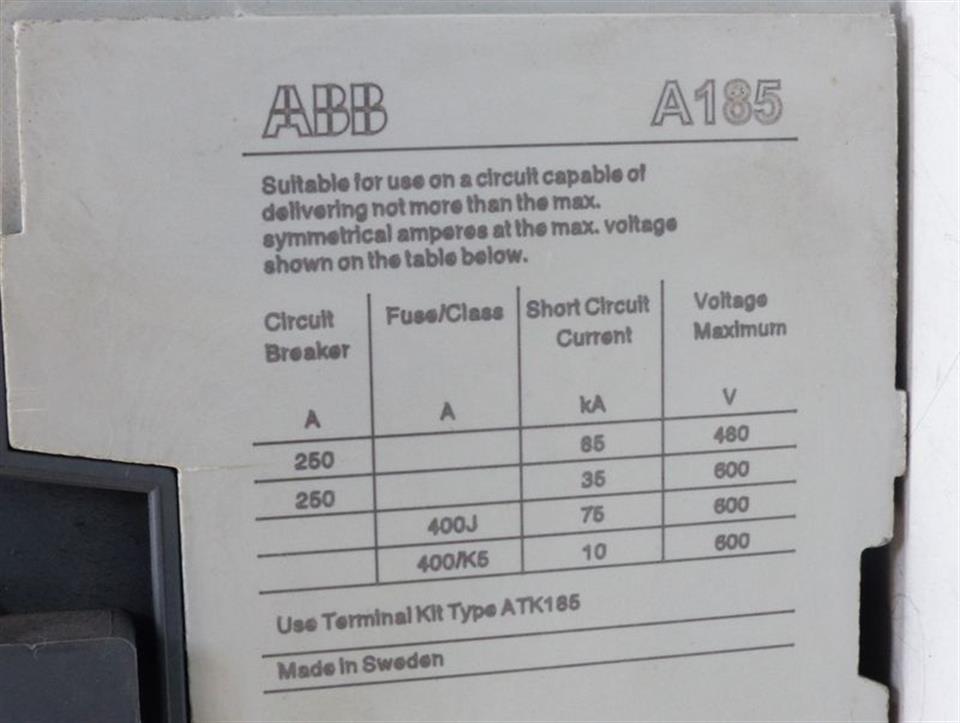 ABB A185
Suitable for use on a circuit capable of
delivering not more than the max.
symmetrical amperes at the max. voltage
shown on the table below.
Circuit Breaker Fuse/Class Short Circuit Current Voltage Maximum
A A kA V
250 65 480
250 35 600
400J 75 600
400/K5 10 600
Use Terminal Kit Type ATK185
Made in Sweden